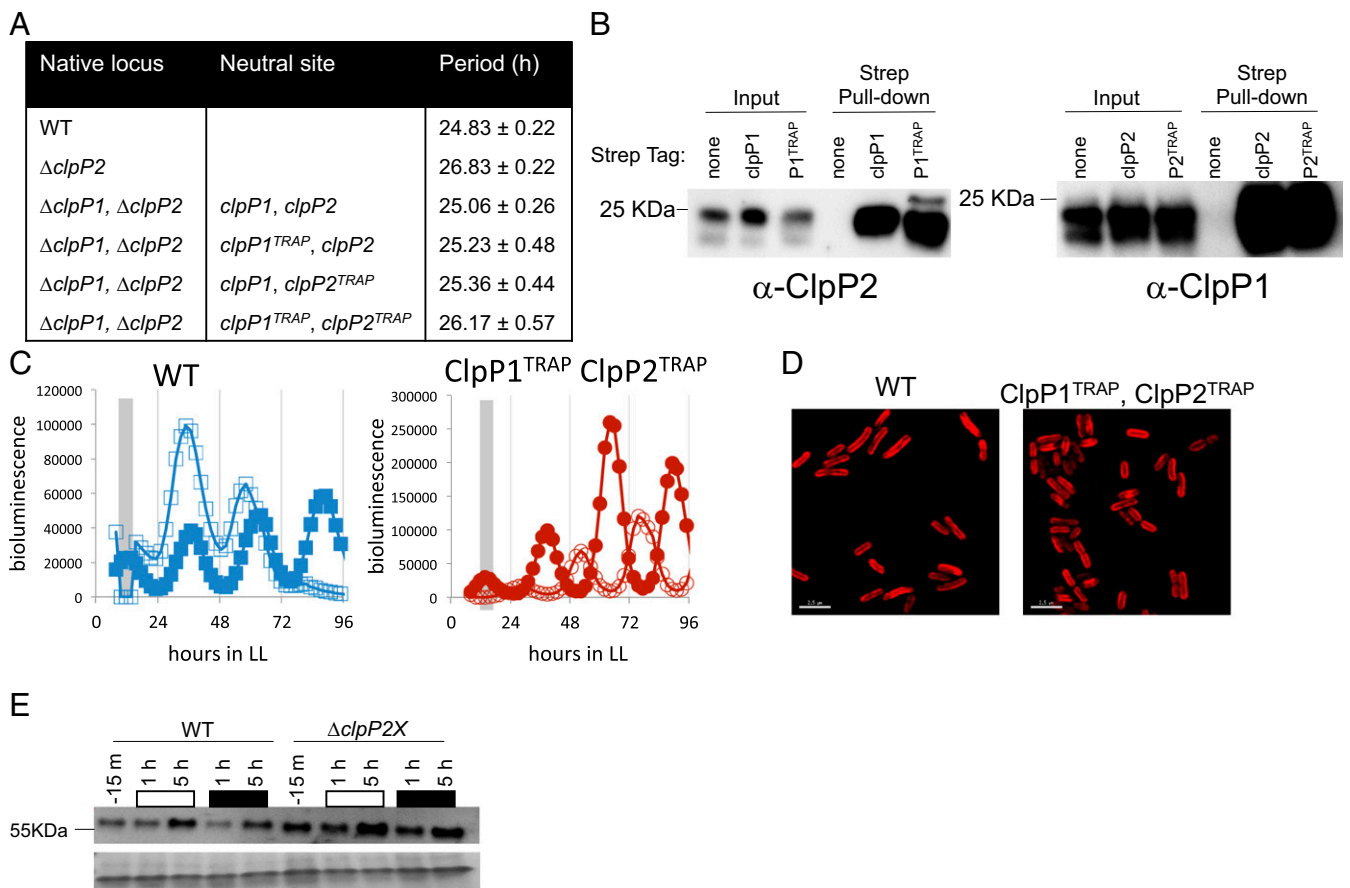 A
Native locus Neutral site Period (h)
WT 24.83 ± 0.22
ΔclpP2 26.83 ± 0.22
ΔclpP1, ΔclpP2 clpP1, clpP2 25.06 ± 0.26
ΔclpP1, ΔclpP2 clpP1TRAP, clpP2 25.23 ± 0.48
ΔclpP1, ΔclpP2 clpP1, clpP2TRAP 25.36 ± 0.44
ΔclpP1, ΔclpP2 clpP1TRAP, clpP2TRAP 26.17 ± 0.57
B
Input
Strep
Pull-down
Strep Tag:
none clpP1 P1TRAP none clpP1 P1TRAP
25 KDa
α-ClpP2
Input
Strep
Pull-down
none clpP2 P2TRAP none clpP2 P2TRAP
25 KDa
α-ClpP1
C
WT
bioluminescence
120000
100000
80000
60000
40000
20000
0
0 24 48 72 96
hours in LL
ClpP1TRAP ClpP2TRAP
bioluminescence
300000
250000
200000
150000
100000
50000
0
0 24 48 72 96
hours in LL
D
WT
ClpP1TRAP, ClpP2TRAP
2.5 μm
2.5 μm
E
WT ΔclpP2X
-15 m 1 h 5 h 1 h 5 h -15 m 1 h 5 h 1 h 5 h
55KDa